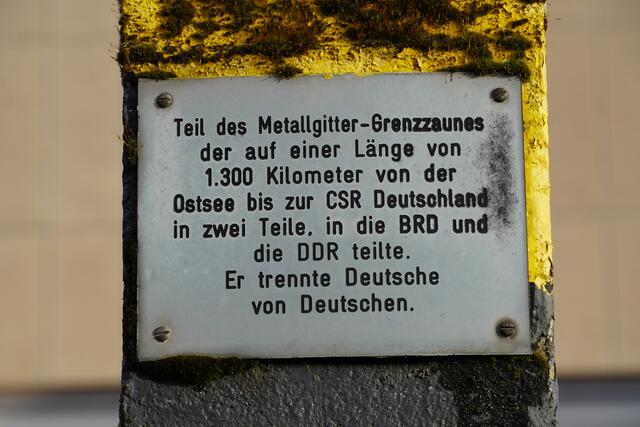 Teil des Metallgitter-Grenzzaunes
der auf einer Länge von
1.300 Kilometer von der
Ostsee bis zur CSR Deutschland
in zwei Teile, in die BRD und
die DDR teilte.
Er trennte Deutsche
von Deutschen.